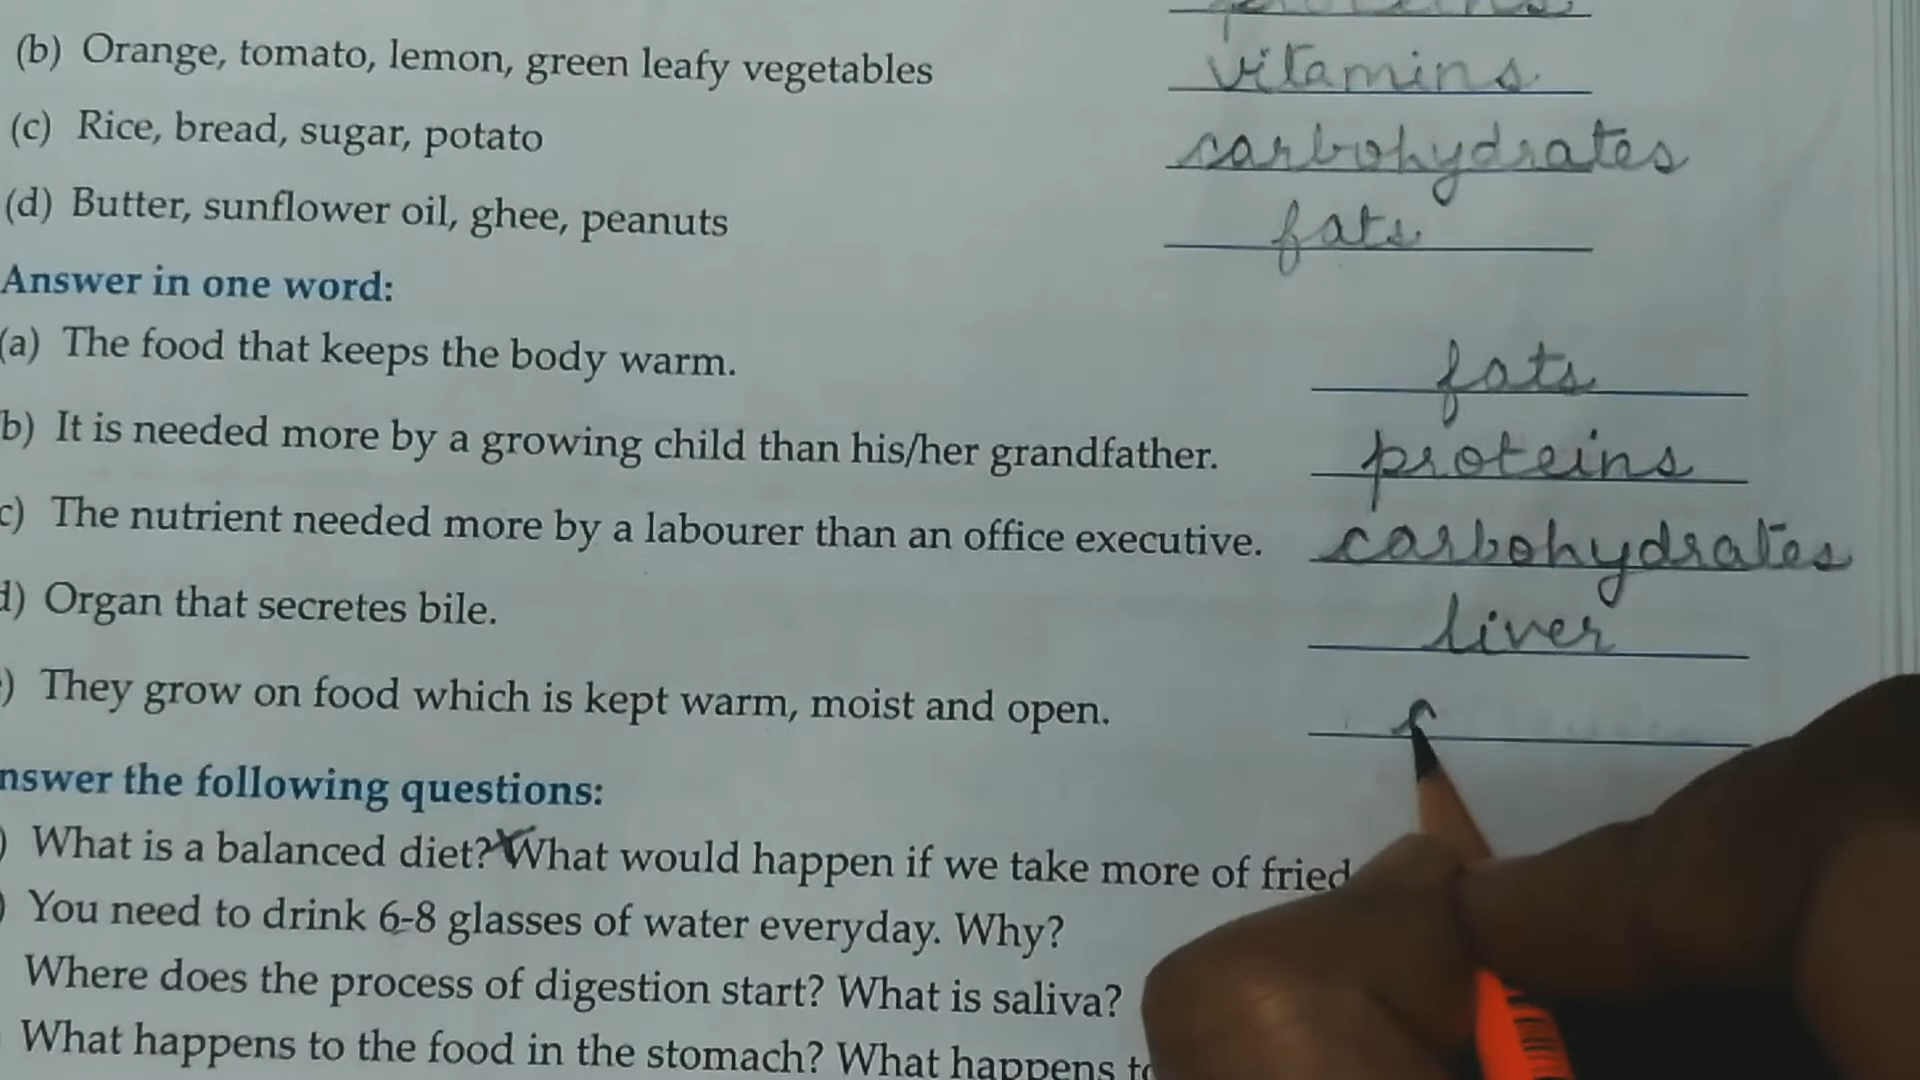 (b) Orange, tomato, lemon, green leafy vegetables vitamins
(c) Rice, bread, sugar, potato carbohydrates
(d) Butter, sunflower oil, ghee, peanuts fats
Answer in one word:
(a) The food that keeps the body warm. fats
b) It is needed more by a growing child than his/her grandfather. proteins
c) The nutrient needed more by a labourer than an office executive. carbohydrates
d) Organ that secretes bile. liver
) They grow on food which is kept warm, moist and open.
nswer the following questions:
) What is a balanced diet? What would happen if we take more of fried
) You need to drink 6-8 glasses of water everyday. Why?
Where does the process of digestion start? What is saliva?
What happens to the food in the stomach? What happens to